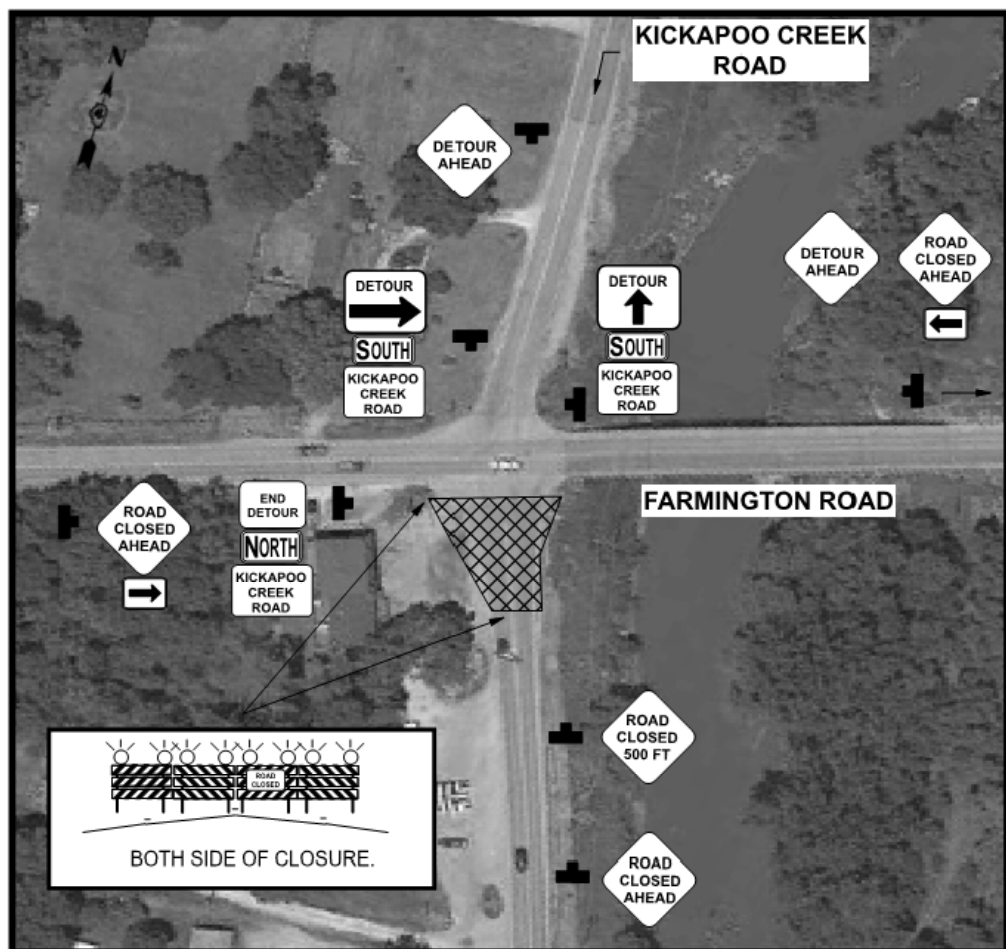 KICKAPOO CREEK
ROAD
N
DETOUR
AHEAD
DETOUR
AHEAD
ROAD
CLOSED
AHEAD
DETOUR
SOUTH
KICKAPOO
CREEK
ROAD
DETOUR
SOUTH
KICKAPOO
CREEK
ROAD
FARMINGTON ROAD
ROAD
CLOSED
AHEAD
END
DETOUR
NORTH
KICKAPOO
CREEK
ROAD
ROAD
CLOSED
500 FT
ROAD
CLOSED
BOTH SIDE OF CLOSURE.
ROAD
CLOSED
AHEAD